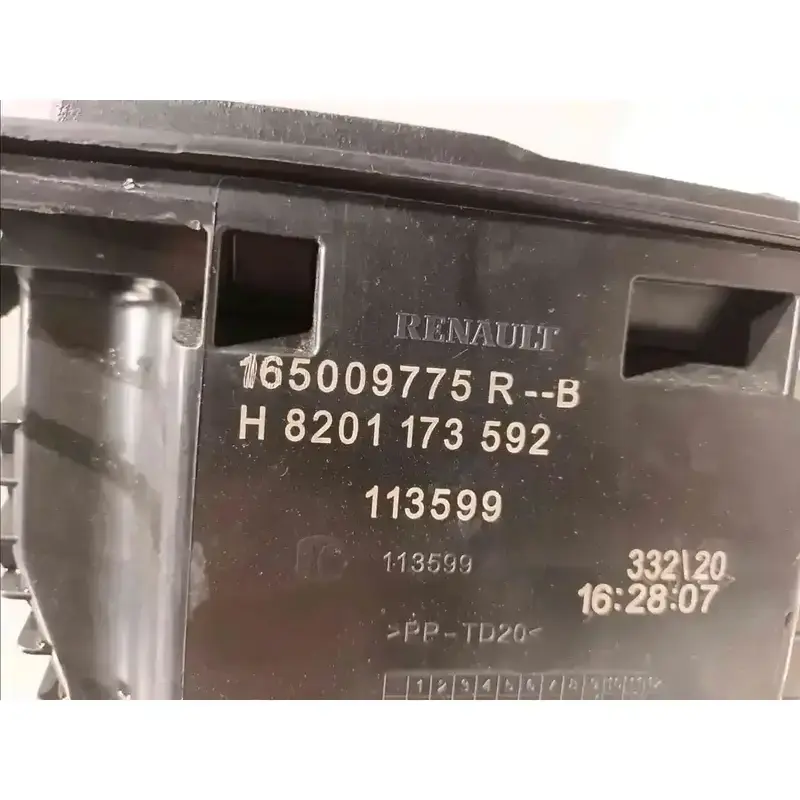 RENAULT
165009775 R--B
H 8201 173 592
113599
113599
332\20
16:28:07
>PP-TD20<
1 2 3 4 5 6 7 8 9 10 11 12